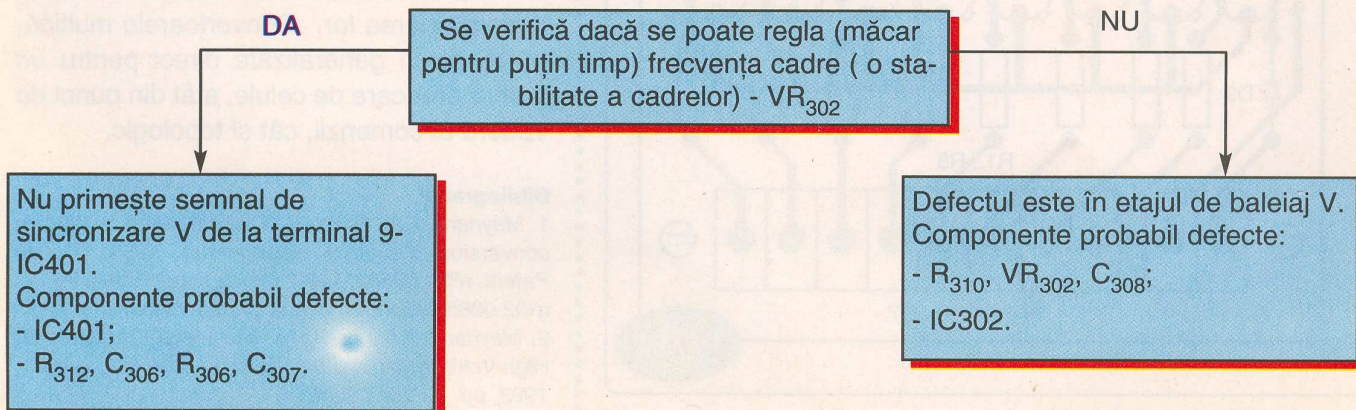 DA
Se verifică dacă se poate regla (măcar
pentru puțin timp) frecvența cadre ( o sta-
bilitate a cadrelor) - VR302
NU
Nu primește semnal de
sincronizare V de la terminal 9-
IC401.
Componente probabil defecte:
- IC401;
- R312, C306, R306, C307.
Defectul este în etajul de baleiaj V.
Componente probabil defecte:
- R310, VR302, C308;
- IC302.